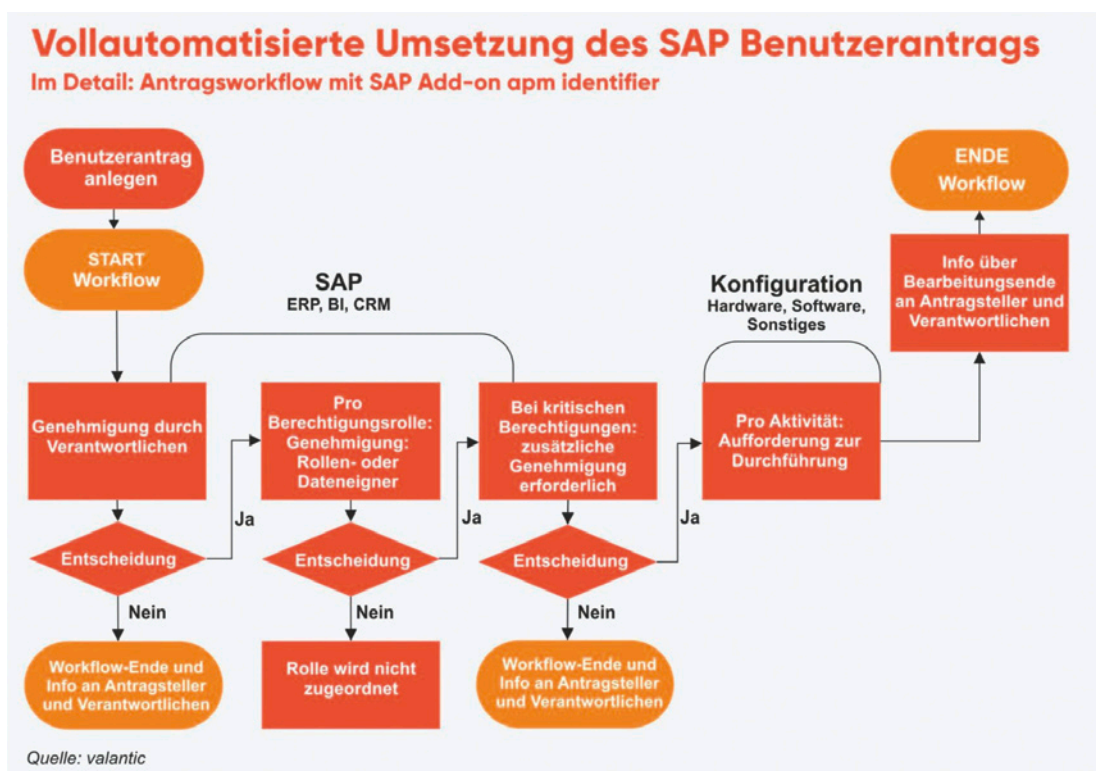 Vollautomatisierte Umsetzung des SAP Benutzerantrags
Im Detail: Antragsworkflow mit SAP Add-on apm identifier
Benutzerantrag
anlegen
START
Workflow
SAP
ERP, BI, CRM
Konfiguration
Hardware, Software,
Sonstiges
ENDE
Workflow
Info über
Bearbeitungsende
an Antragsteller und
Verantwortlichen
Genehmigung durch
Verantwortlichen
Pro
Berechtigungsrolle:
Genehmigung:
Rollen- oder
Dateneigner
Bei kritischen
Berechtigungen:
zusätzliche
Genehmigung
erforderlich
Pro Aktivität:
Aufforderung zur
Durchführung
Ja
Ja
Ja
Entscheidung
Entscheidung
Entscheidung
Nein
Nein
Nein
Workflow-Ende und
Info an Antragsteller
und Verantwortlichen
Rolle wird nicht
zugeordnet
Workflow-Ende und
Info an Antragsteller
und Verantwortlichen
Quelle: valantic